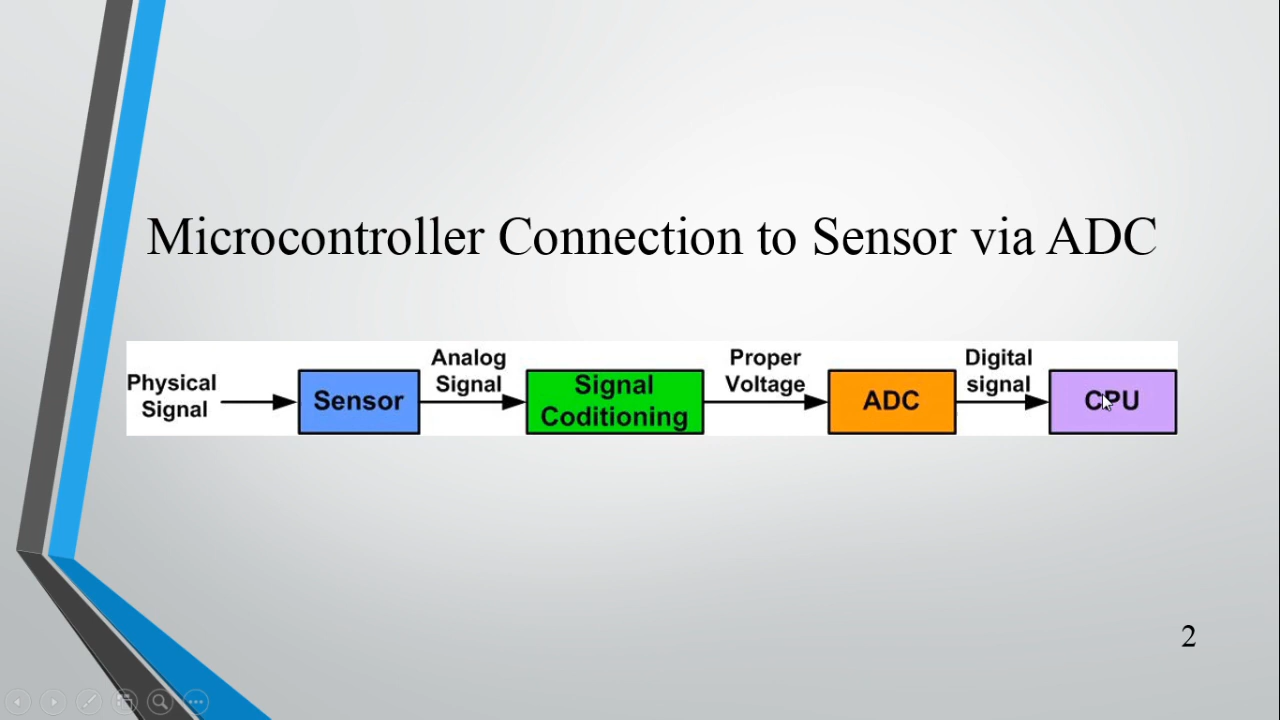 Microcontroller Connection to Sensor via ADC
Physical
Signal
Sensor
Analog
Signal
Signal
Coditioning
Proper
Voltage
ADC
Digital
signal
CPU
2